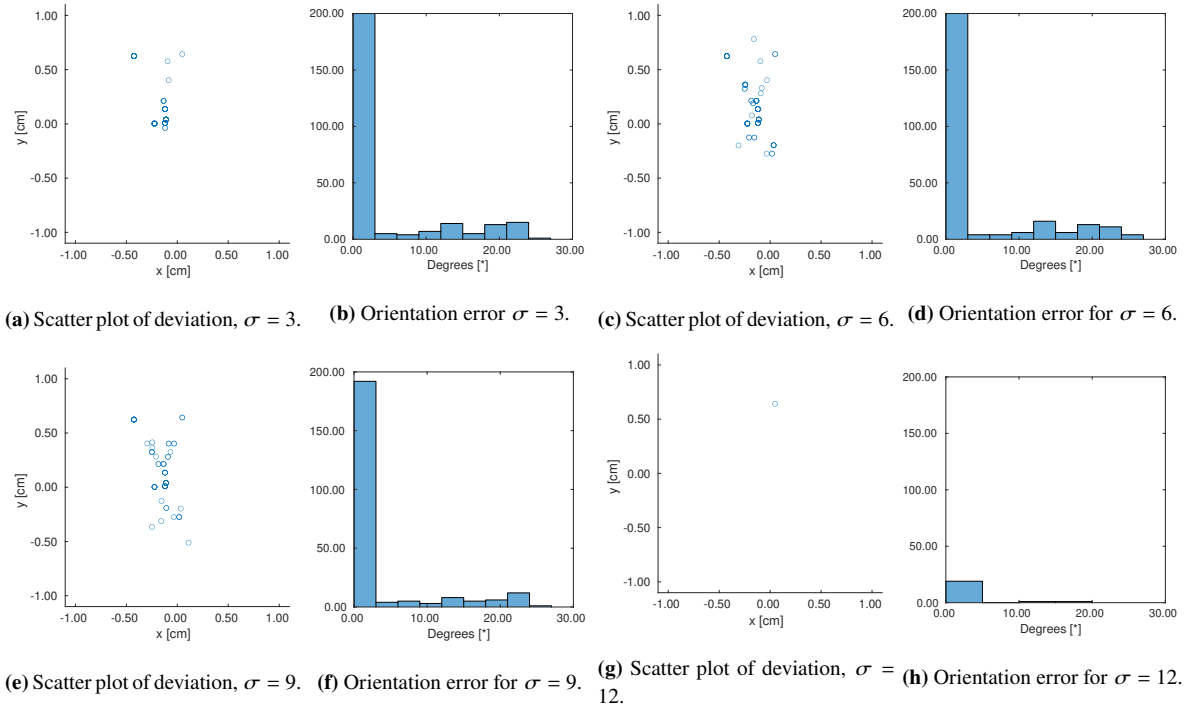 1.00
0.50
0.00
-0.50
-1.00
y [cm]
-1.00 -0.50 0.00 0.50 1.00
x [cm]
200.00
150.00
100.00
50.00
0.00
0.00 10.00 20.00 30.00
Degrees [*]
1.00
0.50
0.00
-0.50
-1.00
y [cm]
-1.00 -0.50 0.00 0.50 1.00
x [cm]
200.00
150.00
100.00
50.00
0.00
0.00 10.00 20.00 30.00
Degrees [*]
(a) Scatter plot of deviation, σ = 3.
(b) Orientation error σ = 3.
(c) Scatter plot of deviation, σ = 6.
(d) Orientation error for σ = 6.
1.00
0.50
0.00
-0.50
-1.00
y [cm]
-1.00 -0.50 0.00 0.50 1.00
x [cm]
200.00
150.00
100.00
50.00
0.00
0.00 10.00 20.00 30.00
Degrees [*]
1.00
0.50
0.00
-0.50
-1.00
y [cm]
-1.00 -0.50 0.00 0.50 1.00
x [cm]
200.00
150.00
100.00
50.00
0.00
0.00 10.00 20.00 30.00
Degrees [*]
(e) Scatter plot of deviation, σ = 9.
(f) Orientation error for σ = 9.
(g) Scatter plot of deviation, σ =
12.
(h) Orientation error for σ = 12.